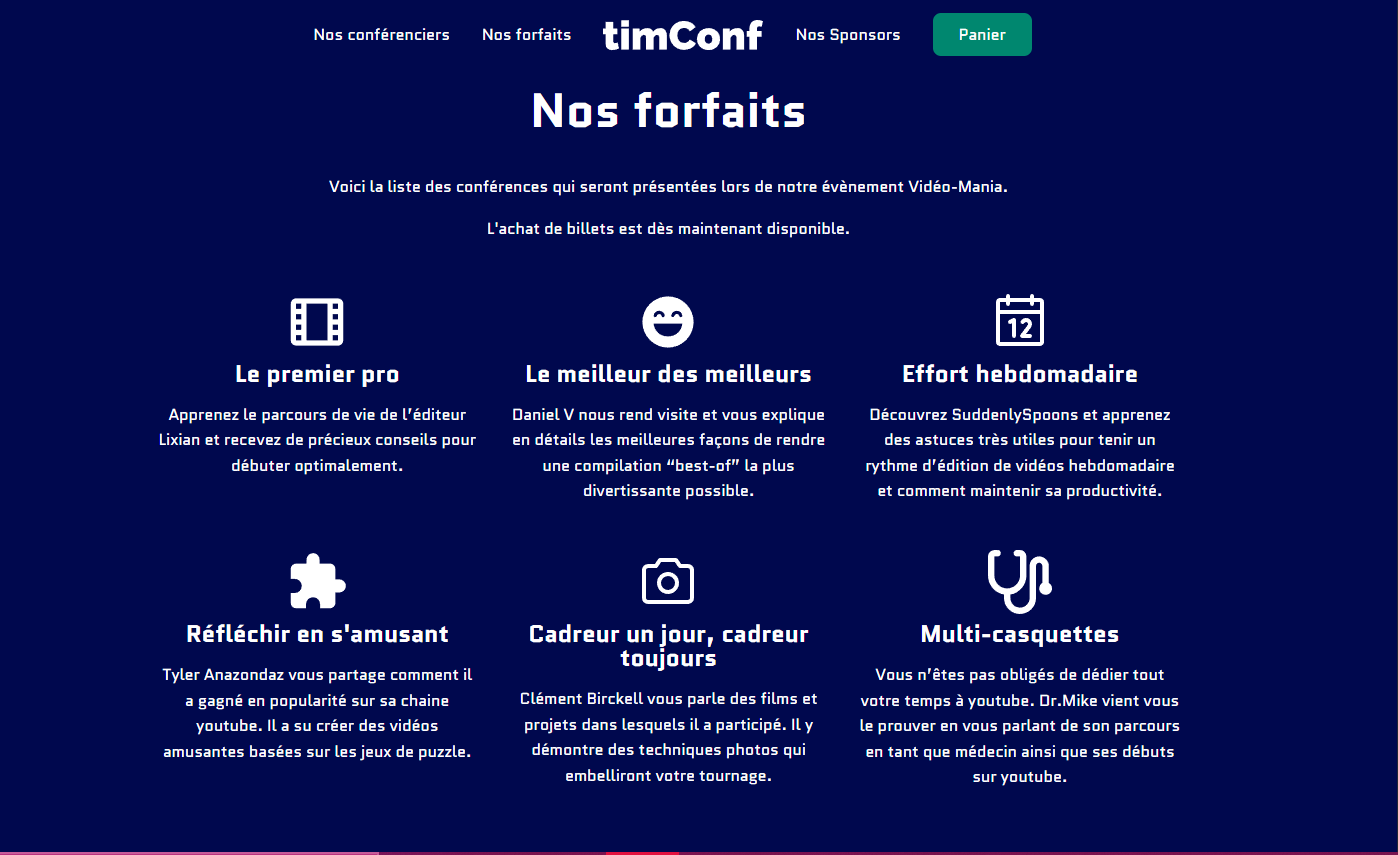 Nos conférenciers
Nos forfaits
timConf
Nos Sponsors
Panier
Nos forfaits
Voici la liste des conférences qui seront présentées lors de notre évènement Vidéo-Mania.
L'achat de billets est dès maintenant disponible.
Le premier pro
Apprenez le parcours de vie de l’éditeur
Lixian et recevez de précieux conseils pour
débuter optimalement.
Le meilleur des meilleurs
Daniel V nous rend visite et vous explique
en détails les meilleures façons de rendre
une compilation “best-of” la plus
divertissante possible.
12
Effort hebdomadaire
Découvrez SuddenlySpoons et apprenez
des astuces très utiles pour tenir un
rythme d’édition de vidéos hebdomadaire
et comment maintenir sa productivité.
Réfléchir en s'amusant
Tyler Anazondaz vous partage comment il
a gagné en popularité sur sa chaine
youtube. Il a su créer des vidéos
amusantes basées sur les jeux de puzzle.
Cadreur un jour, cadreur
toujours
Clément Birckell vous parle des films et
projets dans lesquels il a participé. Il y
démontre des techniques photos qui
embelliront votre tournage.
Multi-casquettes
Vous n’êtes pas obligés de dédier tout
votre temps à youtube. Dr.Mike vient vous
le prouver en vous parlant de son parcours
en tant que médecin ainsi que ses débuts
sur youtube.